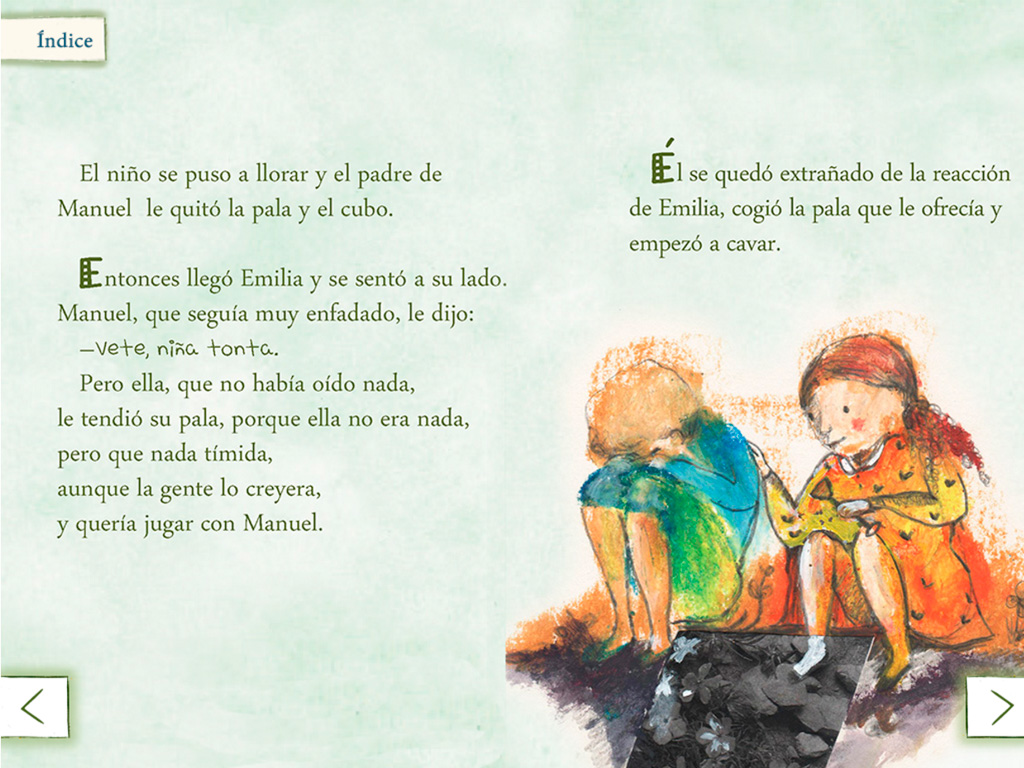 Índice
El niño se puso a llorar y el padre de
Manuel le quitó la pala y el cubo.
Entonces llegó Emilia y se sentó a su lado.
Manuel, que seguía muy enfadado, le dijo:
—Vete, niña tonta.
Pero ella, que no había oído nada,
le tendió su pala, porque ella no era nada,
pero que nada tímida,
aunque la gente lo creyera,
y quería jugar con Manuel.
Él se quedó extrañado de la reacción
de Emilia, cogió la pala que le ofrecía y
empezó a cavar.